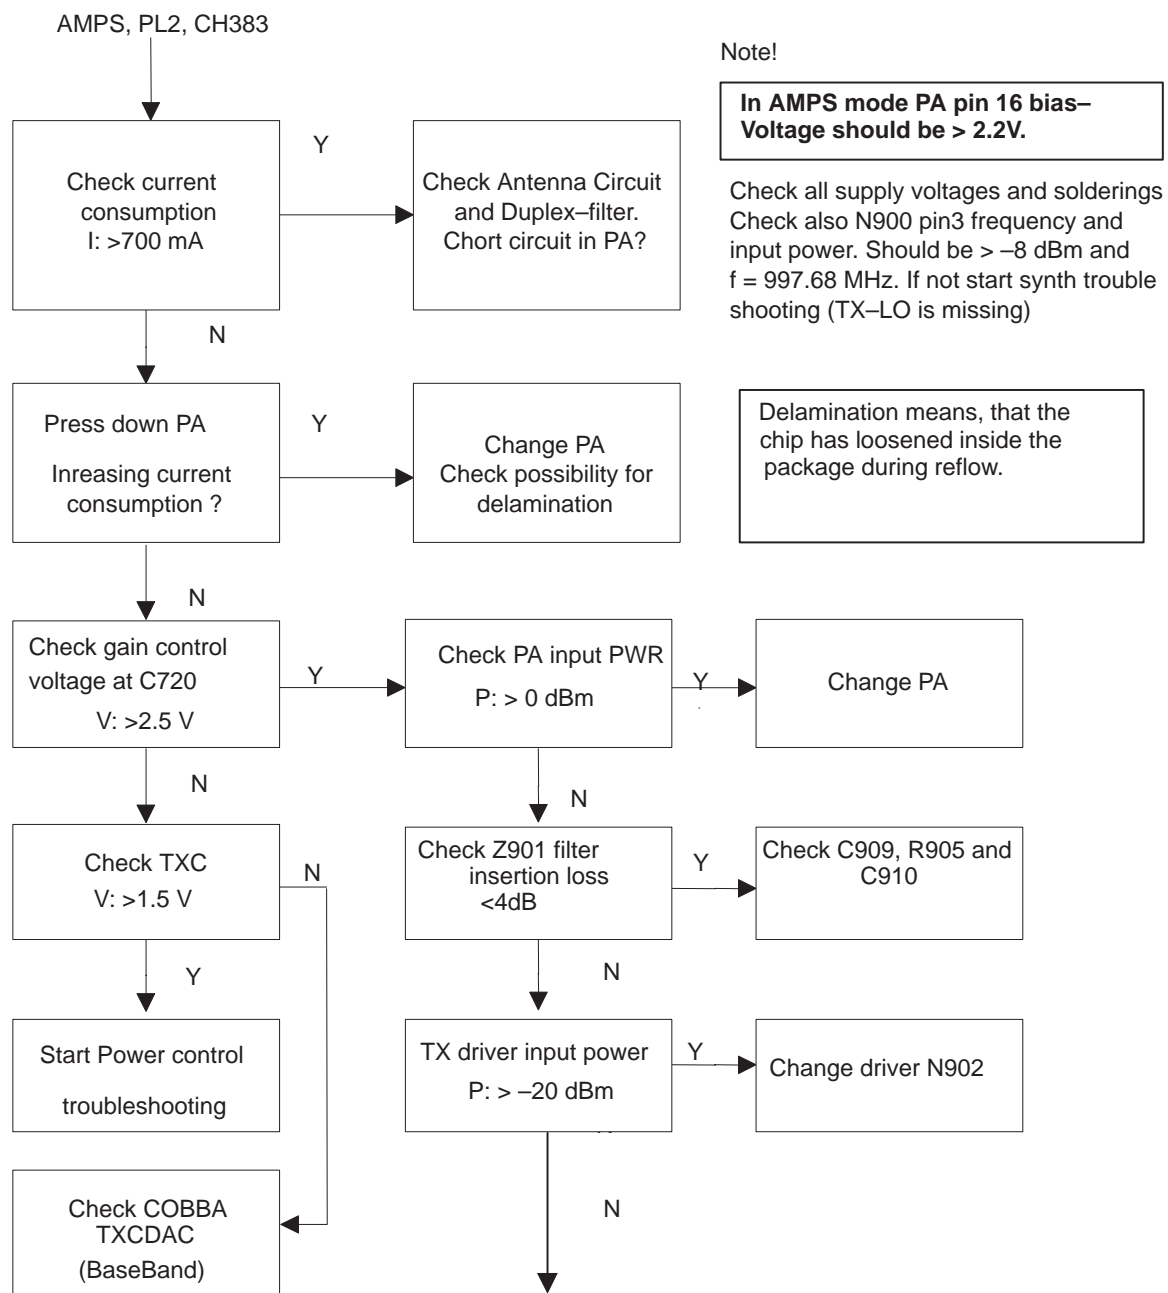 AMPS, PL2, CH383
Note!
In AMPS mode PA pin 16 bias–
Voltage should be > 2.2V.
Check current
consumption
I: >700 mA
Y
Check Antenna Circuit
and Duplex–filter.
Chort circuit in PA?
Check all supply voltages and solderings
Check also N900 pin3 frequency and
input power. Should be > –8 dBm and
f = 997.68 MHz. If not start synth trouble
shooting (TX–LO is missing)
N
Press down PA
Inreasing current
consumption ?
Y
Change PA
Check possibility for
delamination
Delamination means, that the
chip has loosened inside the
package during reflow.
N
Check gain control
voltage at C720
V: >2.5 V
Y
Check PA input PWR
P: > 0 dBm
Y
Change PA
N
N
Check TXC
V: >1.5 V
N
Check Z901 filter
insertion loss
<4dB
Y
Check C909, R905 and
C910
Y
N
Start Power control
troubleshooting
TX driver input power
P: > –20 dBm
Y
Change driver N902
Check COBBA
TXCDAC
(BaseBand)
N